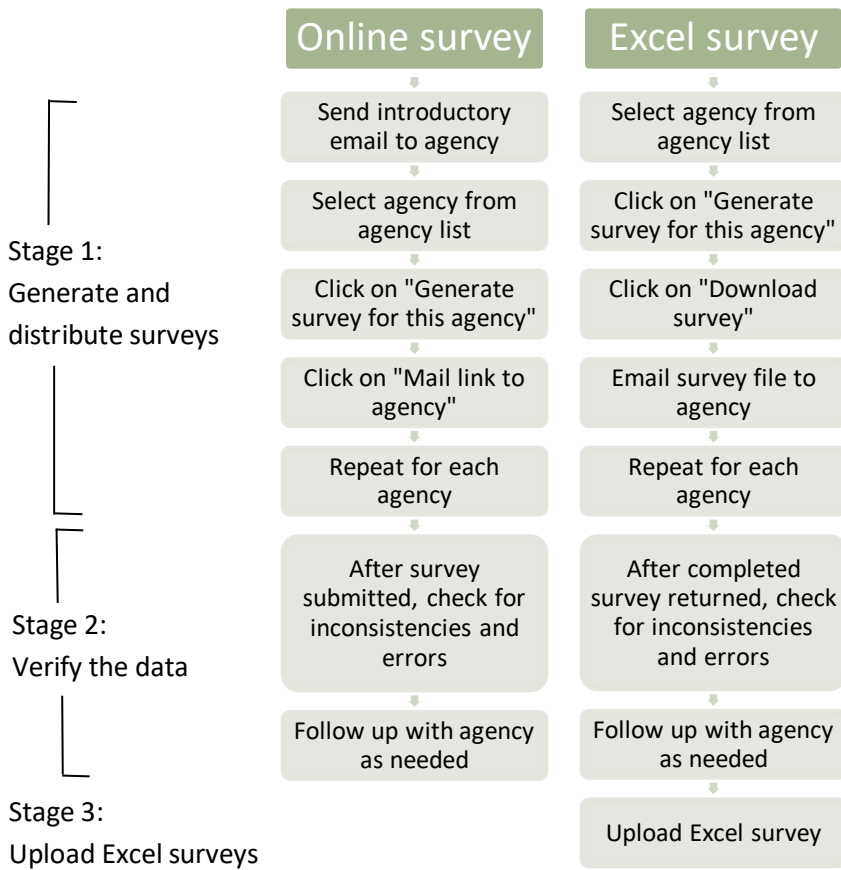 Online survey
Send introductory
email to agency
Select agency from
agency list
Click on "Generate
survey for this agency"
Click on "Mail link to
agency"
Repeat for each
agency
After survey
submitted, check for
inconsistencies and
errors
Follow up with agency
as needed
Excel survey
Select agency from
agency list
Click on "Generate
survey for this agency"
Click on "Download
survey"
Email survey file to
agency
Repeat for each
agency
After completed
survey returned, check
for inconsistencies
and errors
Follow up with agency
as needed
Upload Excel survey
Stage 1:
Generate and
distribute surveys
Stage 2:
Verify the data
Stage 3:
Upload Excel surveys